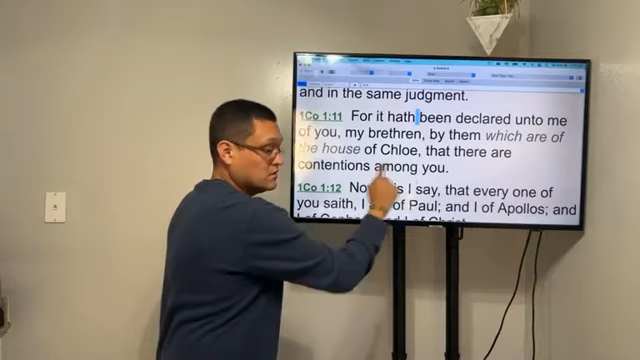 and in the same judgment.
1Co 1:11 For it hath been declared unto me
of you, my brethren, by them which are of
the house of Chloe, that there are
contentions among you.
1Co 1:12 is I say, that every one of
you saith, I of Paul; and I of Apollos; and